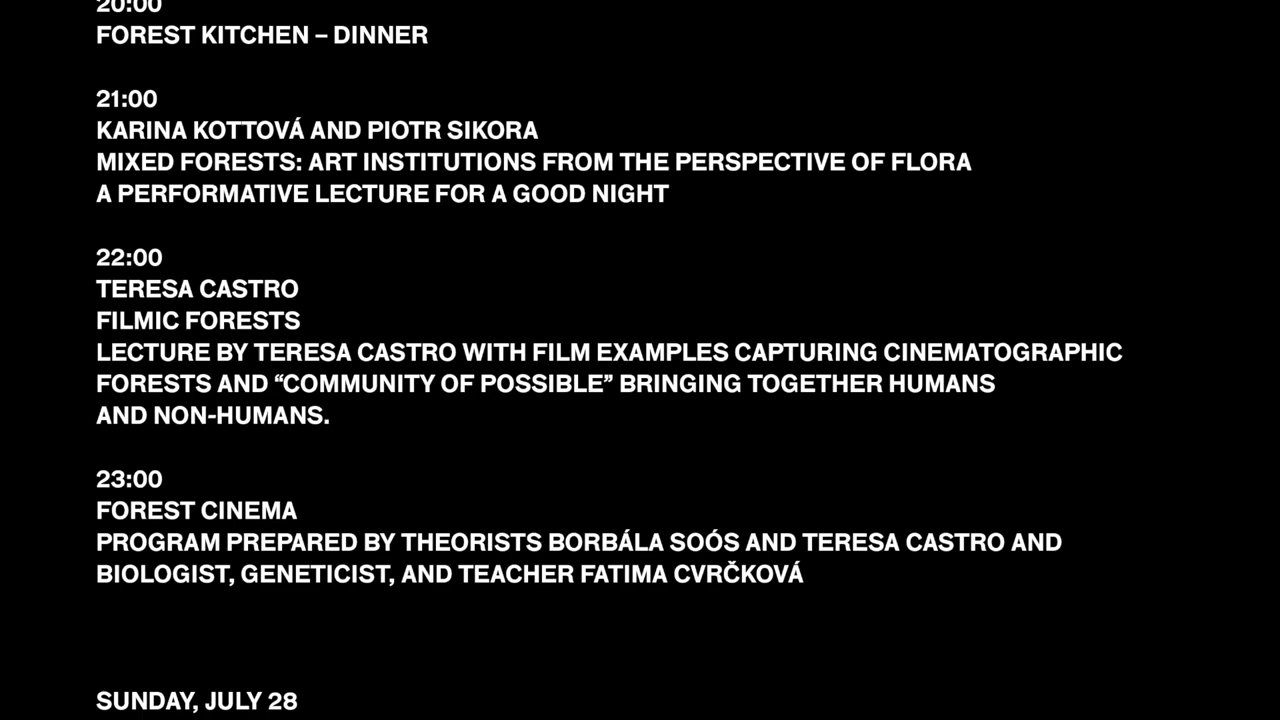 20:00
FOREST KITCHEN – DINNER
21:00
KARINA KOTTOVÁ AND PIOTR SIKORA
MIXED FORESTS: ART INSTITUTIONS FROM THE PERSPECTIVE OF FLORA
A PERFORMATIVE LECTURE FOR A GOOD NIGHT
22:00
TERESA CASTRO
FILMIC FORESTS
LECTURE BY TERESA CASTRO WITH FILM EXAMPLES CAPTURING CINEMATOGRAPHIC
FORESTS AND “COMMUNITY OF POSSIBLE” BRINGING TOGETHER HUMANS
AND NON-HUMANS.
23:00
FOREST CINEMA
PROGRAM PREPARED BY THEORISTS BORBÁLA SOÓS AND TERESA CASTRO AND
BIOLOGIST, GENETICIST, AND TEACHER FATIMA CVRČKOVÁ
SUNDAY, JULY 28